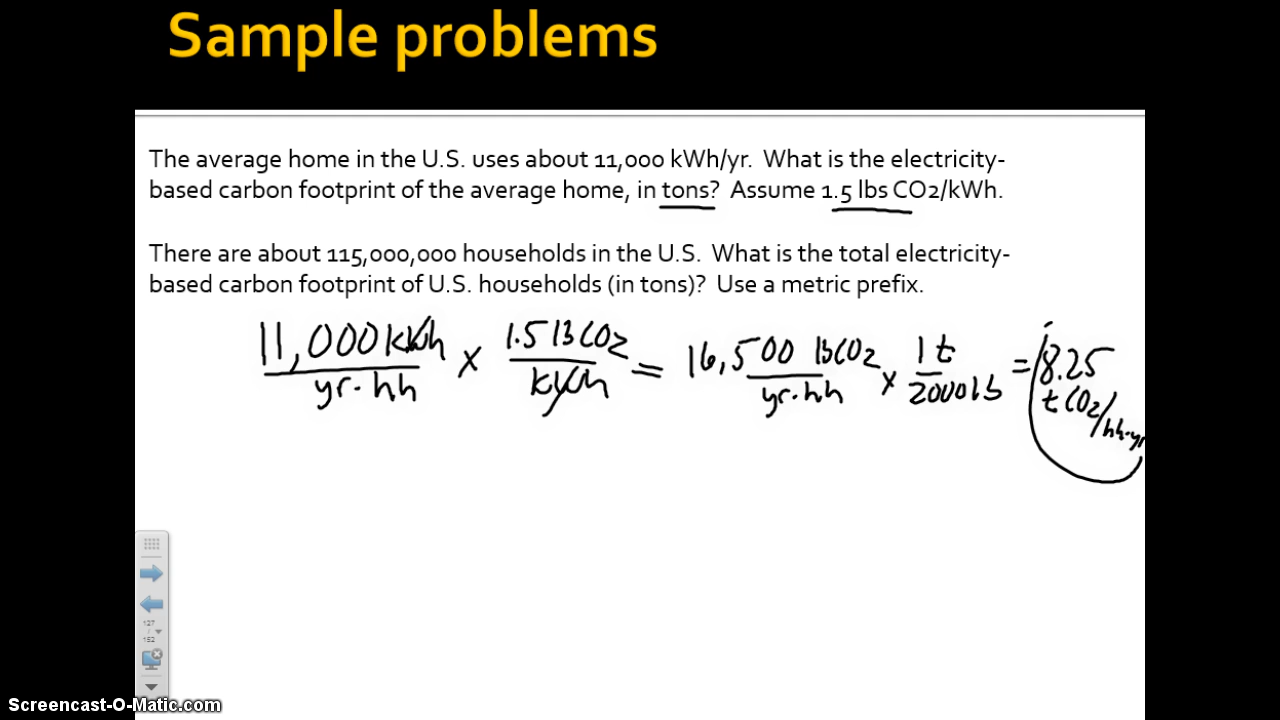 Sample problems
The average home in the U.S. uses about 11,000 kWh/yr. What is the electricity-
based carbon footprint of the average home, in tons? Assume 1.5 lbs CO2/kWh.
There are about 115,000,000 households in the U.S. What is the total electricity-
based carbon footprint of U.S. households (in tons)? Use a metric prefix.
11,000 kWh × 1.5 lb CO2 = 16,500 lb CO2 × 1 t = 8.25
yr·hh kWh yr·hh 2000 lb t CO2/hh·yr
127
/
132
Screencast-O-Matic.com